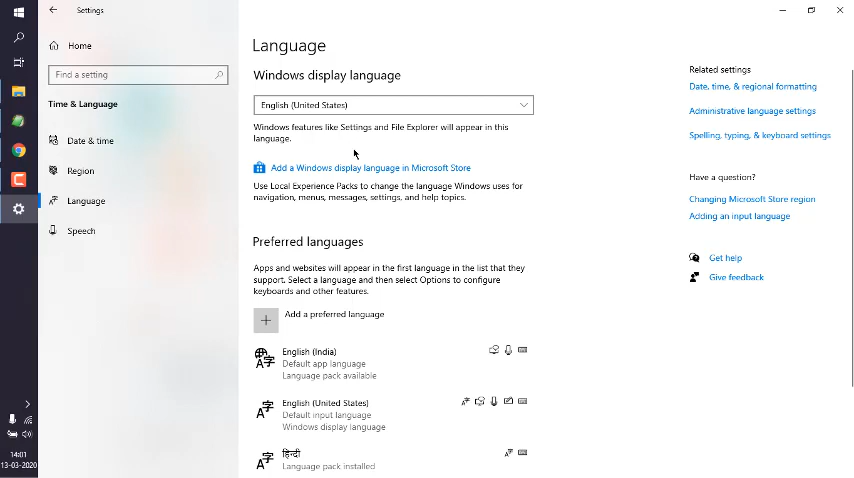 Settings
Home
Find a setting
Time & Language
Date & time
Region
Language
Speech
14:01
13-03-2020
Language
Windows display language
English (United States)
Windows features like Settings and File Explorer will appear in this
language.
Add a Windows display language in Microsoft Store
Use Local Experience Packs to change the language Windows uses for
navigation, menus, messages, settings, and help topics.
Preferred languages
Apps and websites will appear in the first language in the list that they
support. Select a language and then select Options to configure
keyboards and other features.
Add a preferred language
English (India)
Default app language
Language pack available
English (United States)
Default input language
Windows display language
हिन्दी
Language pack installed
Related settings
Date, time, & regional formatting
Administrative language settings
Spelling, typing, & keyboard settings
Have a question?
Changing Microsoft Store region
Adding an input language
Get help
Give feedback